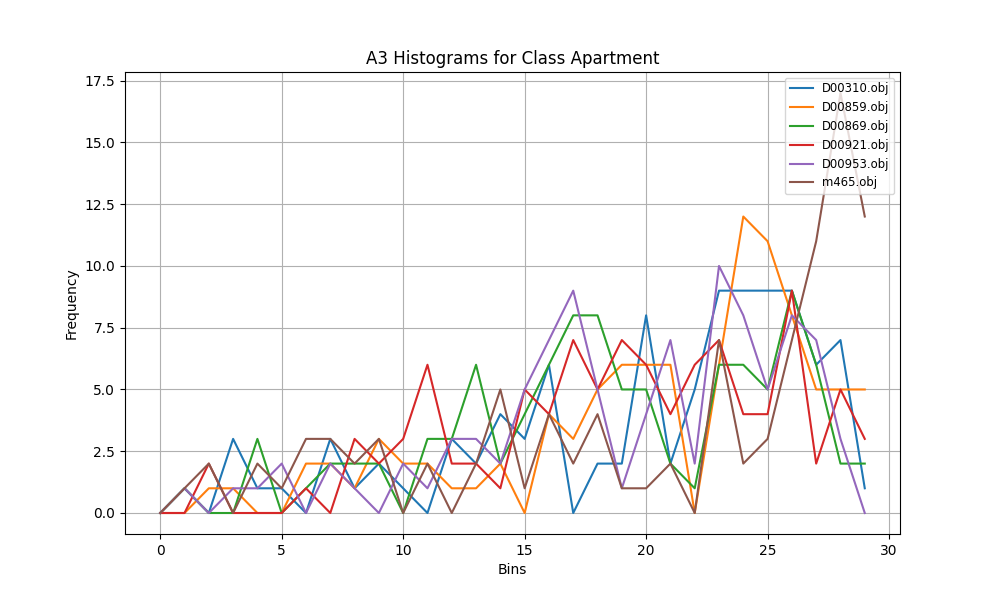 A3 Histograms for Class Apartment
17.5
15.0
12.5
10.0
7.5
5.0
2.5
0.0
Frequency
D00310.obj
D00859.obj
D00869.obj
D00921.obj
D00953.obj
m465.obj
0 5 10 15 20 25 30
Bins